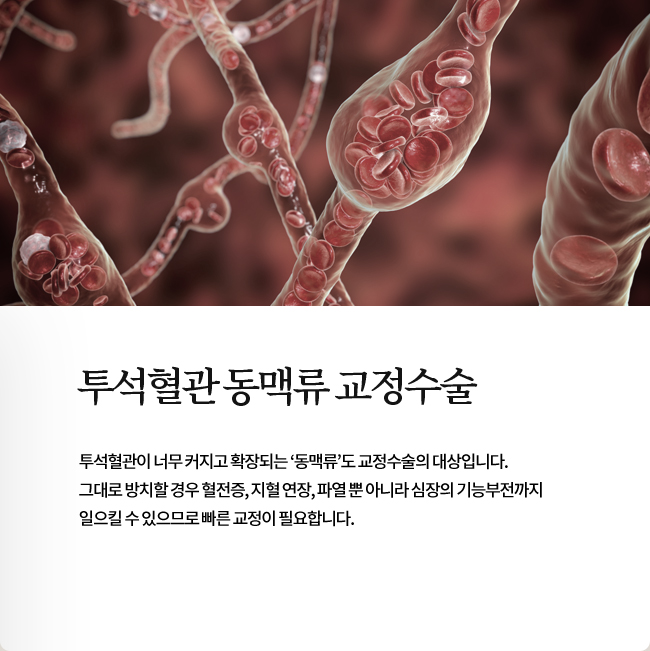 투석혈관 동맥류 교정수술
투석혈관이 너무 커지고 확장되는 ‘동맥류’도 교정수술의 대상입니다.
그대로 방치할 경우 혈전증, 지혈 연장, 파열 뿐 아니라 심장의 기능부전까지
일으킬 수 있으므로 빠른 교정이 필요합니다.